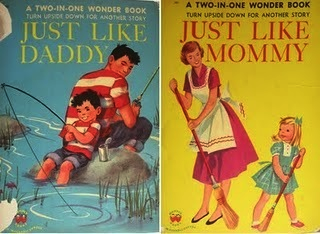 A TWO-IN-ONE WONDER BOOK
TURN UPSIDE DOWN FOR ANOTHER STORY
JUST LIKE
DADDY
A TWO-IN-ONE WONDER BOOK
TURN UPSIDE DOWN FOR ANOTHER STORY
JUST LIKE
MOMMY